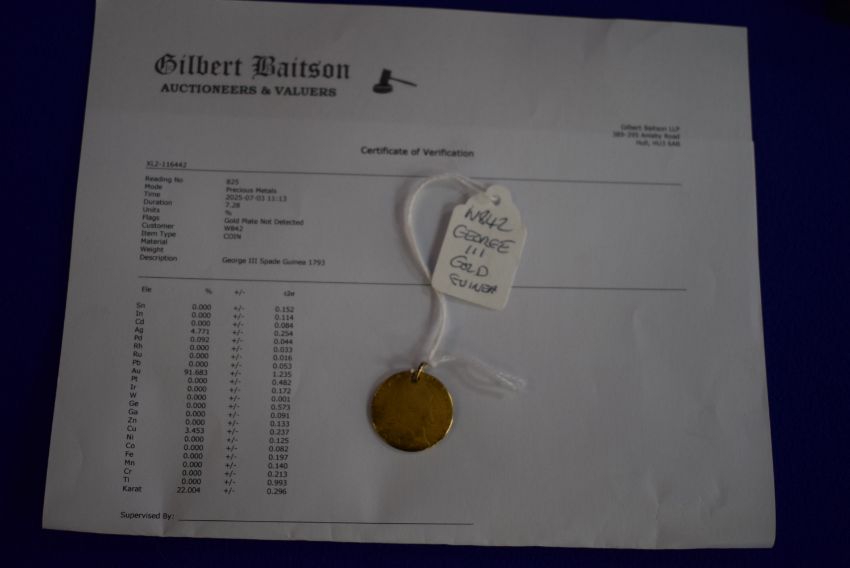 Gilbert Baitson
AUCTIONEERS & VALUERS
Gilbert Baitson LLP
389-395 Anlaby Road
Hull, HU3 6AB
Certificate of Verification
XL2-116442
Reading No 825
Mode Precious Metals
Time 2025-07-03 11:13
Duration 7.28
Units %
Flags Gold Plate Not Detected
Customer W842
Item Type COIN
Material
Weight
Description George III Spade Guinea 1793
W842
GEORGE
III
GOLD
GUINEA
Ele % +/- ±2σ
Sn 0.000 +/- 0.152
In 0.000 +/- 0.114
Cd 0.000 +/- 0.084
Ag 4.771 +/- 0.254
Pd 0.092 +/- 0.044
Rh 0.000 +/- 0.033
Ru 0.000 +/- 0.016
Pb 0.000 +/- 0.053
Au 91.683 +/- 1.235
Pt 0.000 +/- 0.482
Ir 0.000 +/- 0.172
W 0.000 +/- 0.001
Ge 0.000 +/- 0.573
Ga 0.000 +/- 0.091
Zn 0.000 +/- 0.133
Cu 3.453 +/- 0.237
Ni 0.000 +/- 0.125
Co 0.000 +/- 0.082
Fe 0.000 +/- 0.197
Mn 0.000 +/- 0.140
Cr 0.000 +/- 0.213
Ti 0.000 +/- 0.993
Karat 22.004 +/- 0.296
Supervised By: